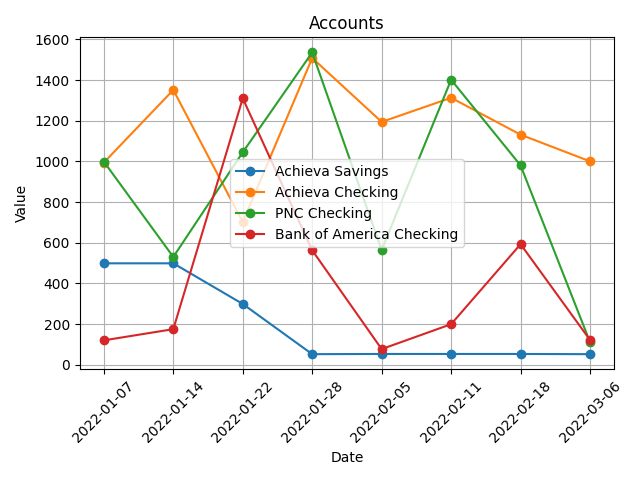 Accounts
Value
1600
1400
1200
1000
800
600
400
200
0
Achieva Savings
Achieva Checking
PNC Checking
Bank of America Checking
2022-01-07
2022-01-14
2022-01-22
2022-01-28
2022-02-05
2022-02-11
2022-02-18
2022-03-06
Date